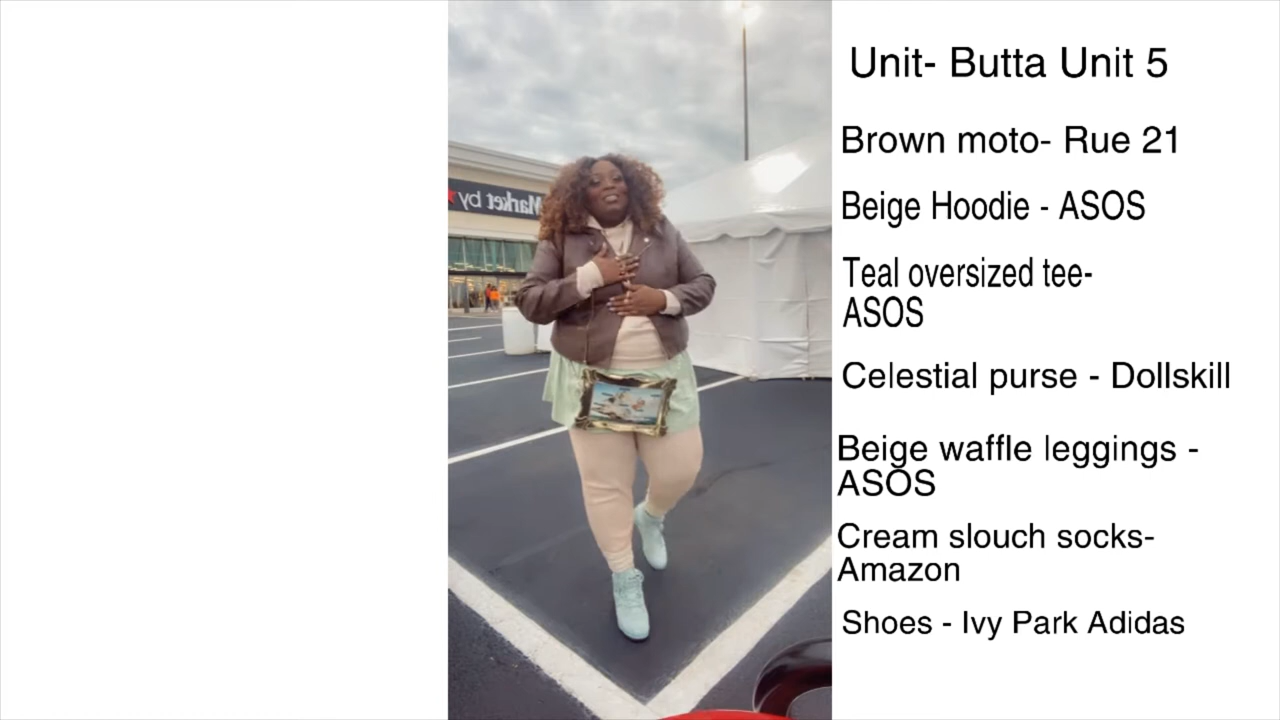 Market by
Unit- Butta Unit 5
Brown moto- Rue 21
Beige Hoodie - ASOS
Teal oversized tee-
ASOS
Celestial purse - Dollskill
Beige waffle leggings -
ASOS
Cream slouch socks-
Amazon
Shoes - Ivy Park Adidas